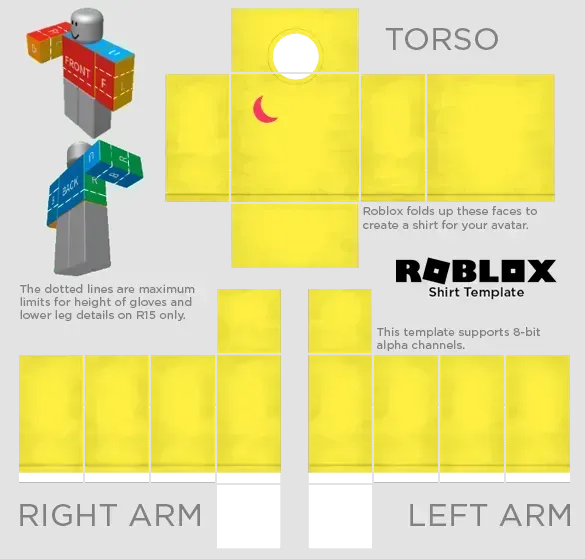 TORSO
FRONT
F
L
U
BACK
R
B
Roblox folds up these faces to
create a shirt for your avatar.
ROBLOX
Shirt Template
The dotted lines are maximum
limits for height of gloves and
lower leg details on R15 only.
This template supports 8-bit
alpha channels.
RIGHT ARM
LEFT ARM